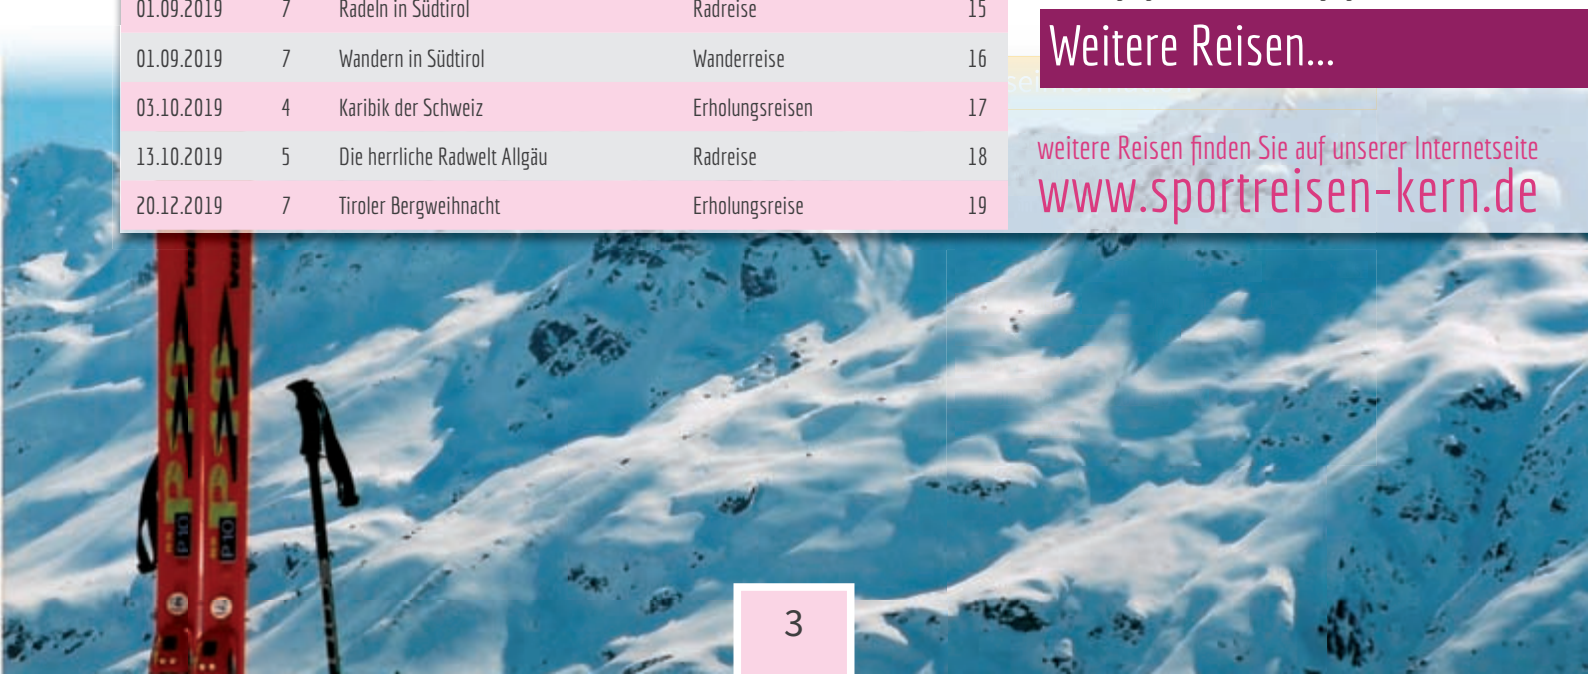 01.09.2019 7 Radeln in Südtirol Radreise 15
01.09.2019 7 Wandern in Südtirol Wanderreise 16
03.10.2019 4 Karibik der Schweiz Erholungsreisen 17
13.10.2019 5 Die herrliche Radwelt Allgäu Radreise 18
20.12.2019 7 Tiroler Bergweihnacht Erholungsreise 19
Weitere Reisen...
weitere Reisen finden Sie auf unserer Internetseite
www.sportreisen-kern.de
P 10
P 10
3